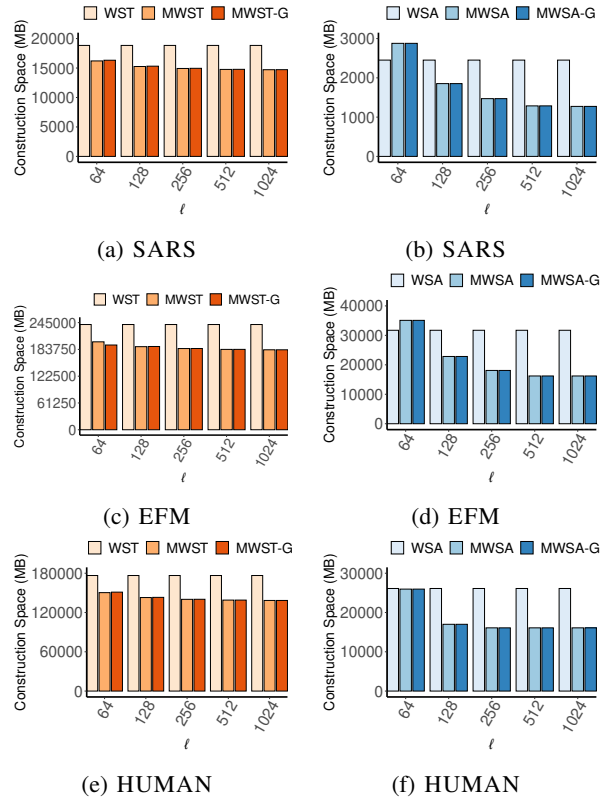 WST MWST MWST-G
Construction Space (MB)
20000
15000
10000
5000
0
64
128
256
512
1024
ℓ
(a) SARS
WSA MWSA MWSA-G
Construction Space (MB)
3000
2000
1000
0
64
128
256
512
1024
ℓ
(b) SARS
WST MWST MWST-G
Construction Space (MB)
245000
183750
122500
61250
0
64
128
256
512
1024
ℓ
(c) EFM
WSA MWSA MWSA-G
Construction Space (MB)
40000
30000
20000
10000
0
64
128
256
512
1024
ℓ
(d) EFM
WST MWST MWST-G
Construction Space (MB)
180000
120000
60000
0
64
128
256
512
1024
ℓ
(e) HUMAN
WSA MWSA MWSA-G
Construction Space (MB)
30000
20000
10000
0
64
128
256
512
1024
ℓ
(f) HUMAN